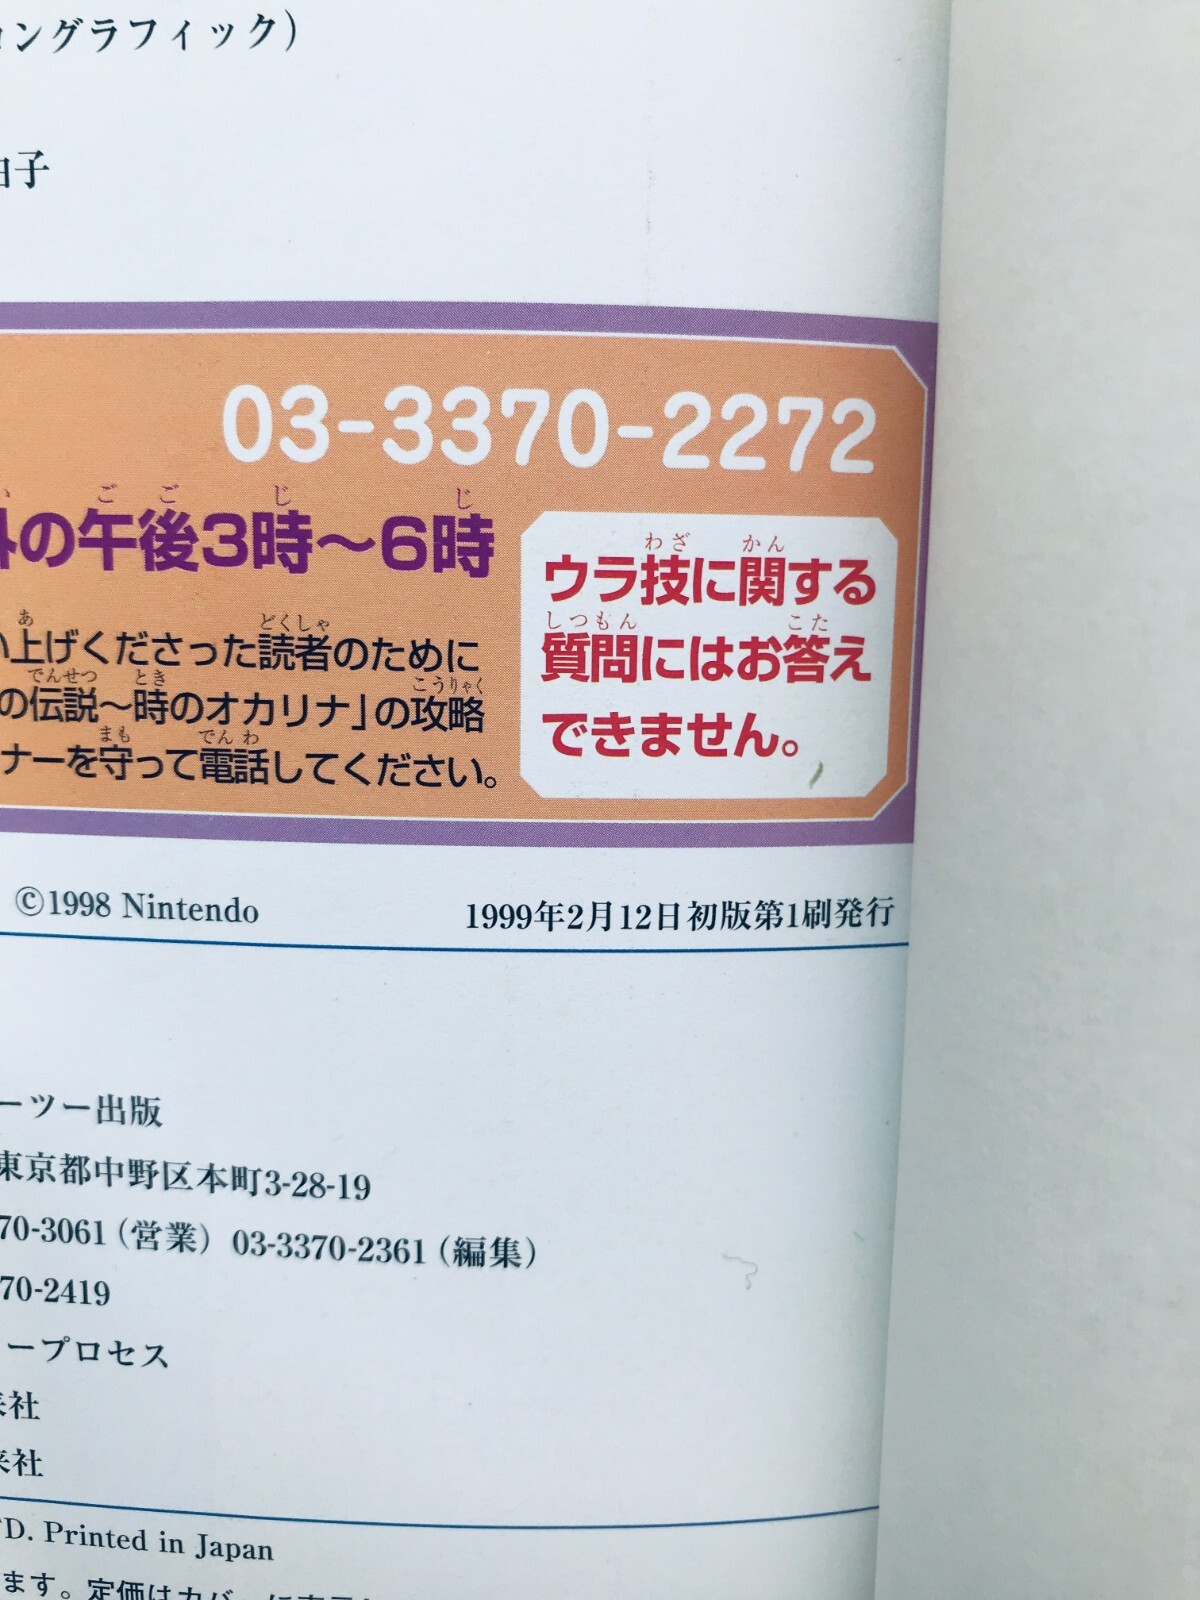 ョングラフィック）
由子
03-3370-2272
外の午後3時～6時
い上げくださった読者のために
の伝説～時のオカリナ」の攻略
ナーを守って電話してください。
ウラ技に関する
質問にはお答え
できません。
©1998 Nintendo
1999年2月12日初版第1刷発行
ーツー出版
東京都中野区本町3-28-19
70-3061（営業） 03-3370-2361（編集）
70-2419
ープロセス
来社
来社
TD. Printed in Japan
ます。定価はカバーに表示